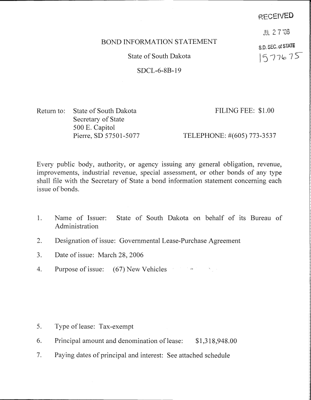 RECEIVED
JUL 27 '06
S.D. SEC. of STATE
1577675
BOND INFORMATION STATEMENT
State of South Dakota
SDCL-6-8B-19
Return to: State of South Dakota FILING FEE: $1.00
Secretary of State
500 E. Capitol
Pierre, SD 57501-5077 TELEPHONE: #(605) 773-3537
Every public body, authority, or agency issuing any general obligation, revenue,
improvements, industrial revenue, special assessment, or other bonds of any type
shall file with the Secretary of State a bond information statement concerning each
issue of bonds.
1. Name of Issuer: State of South Dakota on behalf of its Bureau of
Administration
2. Designation of issue: Governmental Lease-Purchase Agreement
3. Date of issue: March 28, 2006
4. Purpose of issue: (67) New Vehicles
5. Type of lease: Tax-exempt
6. Principal amount and denomination of lease: $1,318,948.00
7. Paying dates of principal and interest: See attached schedule